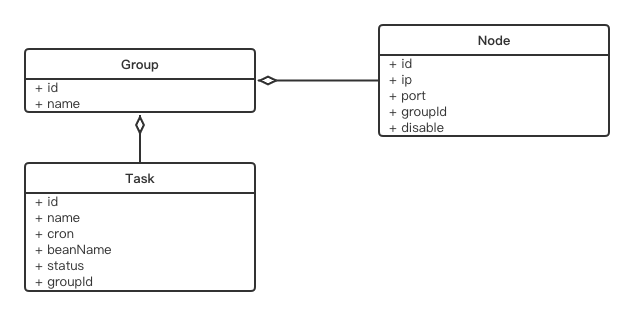 Group
+ id
+ name
Node
+ id
+ ip
+ port
+ groupId
+ disable
Task
+ id
+ name
+ cron
+ beanName
+ status
+ groupId